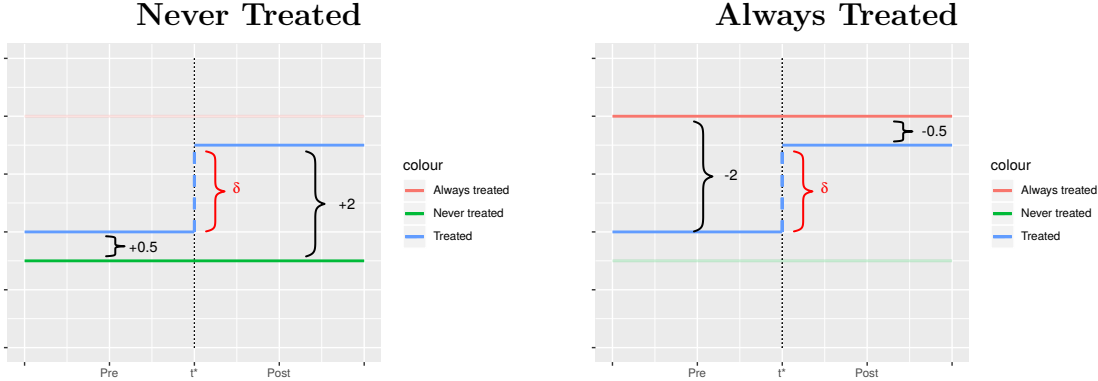 Never Treated
δ
+2
+0.5
Pre
t*
Post
colour
Always treated
Never treated
Treated
Always Treated
-0.5
-2
δ
Pre
t*
Post
colour
Always treated
Never treated
Treated